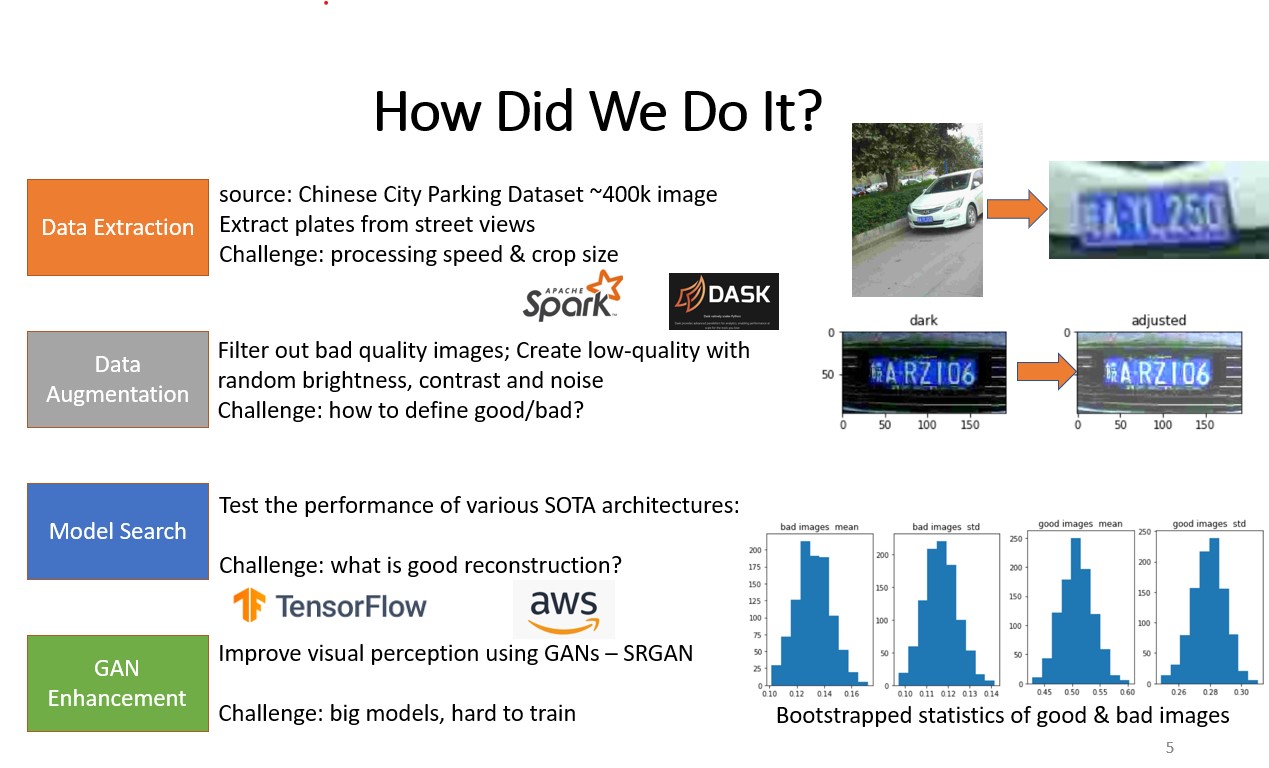 How Did We Do It?
Data Extraction
source: Chinese City Parking Dataset ~400k image
Extract plates from street views
Challenge: processing speed & crop size
APACHE
Spark™
DASK
Data
Augmentation
Filter out bad quality images; Create low-quality with
random brightness, contrast and noise
Challenge: how to define good/bad?
dark
0
50
A·RZ106
0 50 100 150
adjusted
0
A·RZ106
0 50 100 150
Model Search
Test the performance of various SOTA architectures:
Challenge: what is good reconstruction?
TensorFlow
aws
GAN
Enhancement
Improve visual perception using GANs – SRGAN
Challenge: big models, hard to train
bad images mean
200
175
150
125
100
75
50
25
0
0.10 0.12 0.14 0.16
bad images std
200
150
100
50
0
0.10 0.11 0.12 0.13 0.14
good images mean
250
200
150
100
50
0
0.45 0.50 0.55 0.60
good images std
250
200
150
100
50
0
0.26 0.28 0.30
Bootstrapped statistics of good & bad images
5